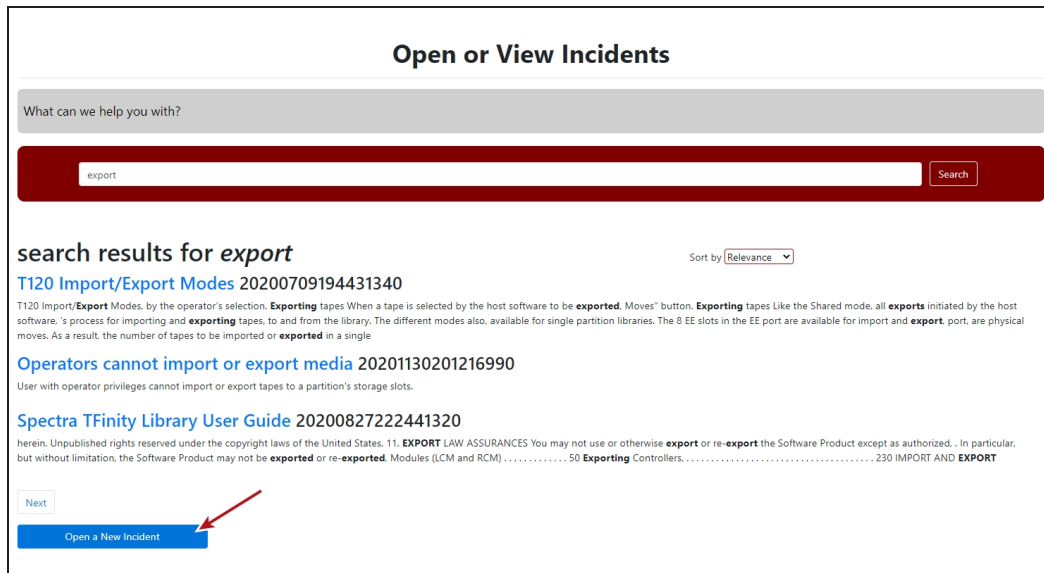 Open or View Incidents
What can we help you with?
export
Search
search results for export
Sort by Relevance
T120 Import/Export Modes 20200709194431340
T120 Import/Export Modes, by the operator's selection. Exporting tapes When a tape is selected by the host software to be exported, Moves" button. Exporting tapes Like the Shared mode, all exports initiated by the host
software, 's process for importing and exporting tapes, to and from the library. The different modes also, available for single partition libraries. The 8 EE slots in the EE port are available for import and export, port, are physical
moves. As a result, the number of tapes to be imported or exported in a single
Operators cannot import or export media 20201130201216990
User with operator privileges cannot import or export tapes to a partition's storage slots.
Spectra TFinity Library User Guide 20200827222441320
herein. Unpublished rights reserved under the copyright laws of the United States. 11. EXPORT LAW ASSURANCES You may not use or otherwise export or re-export the Software Product except as authorized, . In particular,
but without limitation, the Software Product may not be exported or re-exported, Modules (LCM and RCM) . . . . . . . . . . . . . 50 Exporting Controllers, . . . . . . . . . . . . . . . . . . . . . . . . . . . . . . . . . . . . . . 230 IMPORT AND EXPORT
Next
Open a New Incident